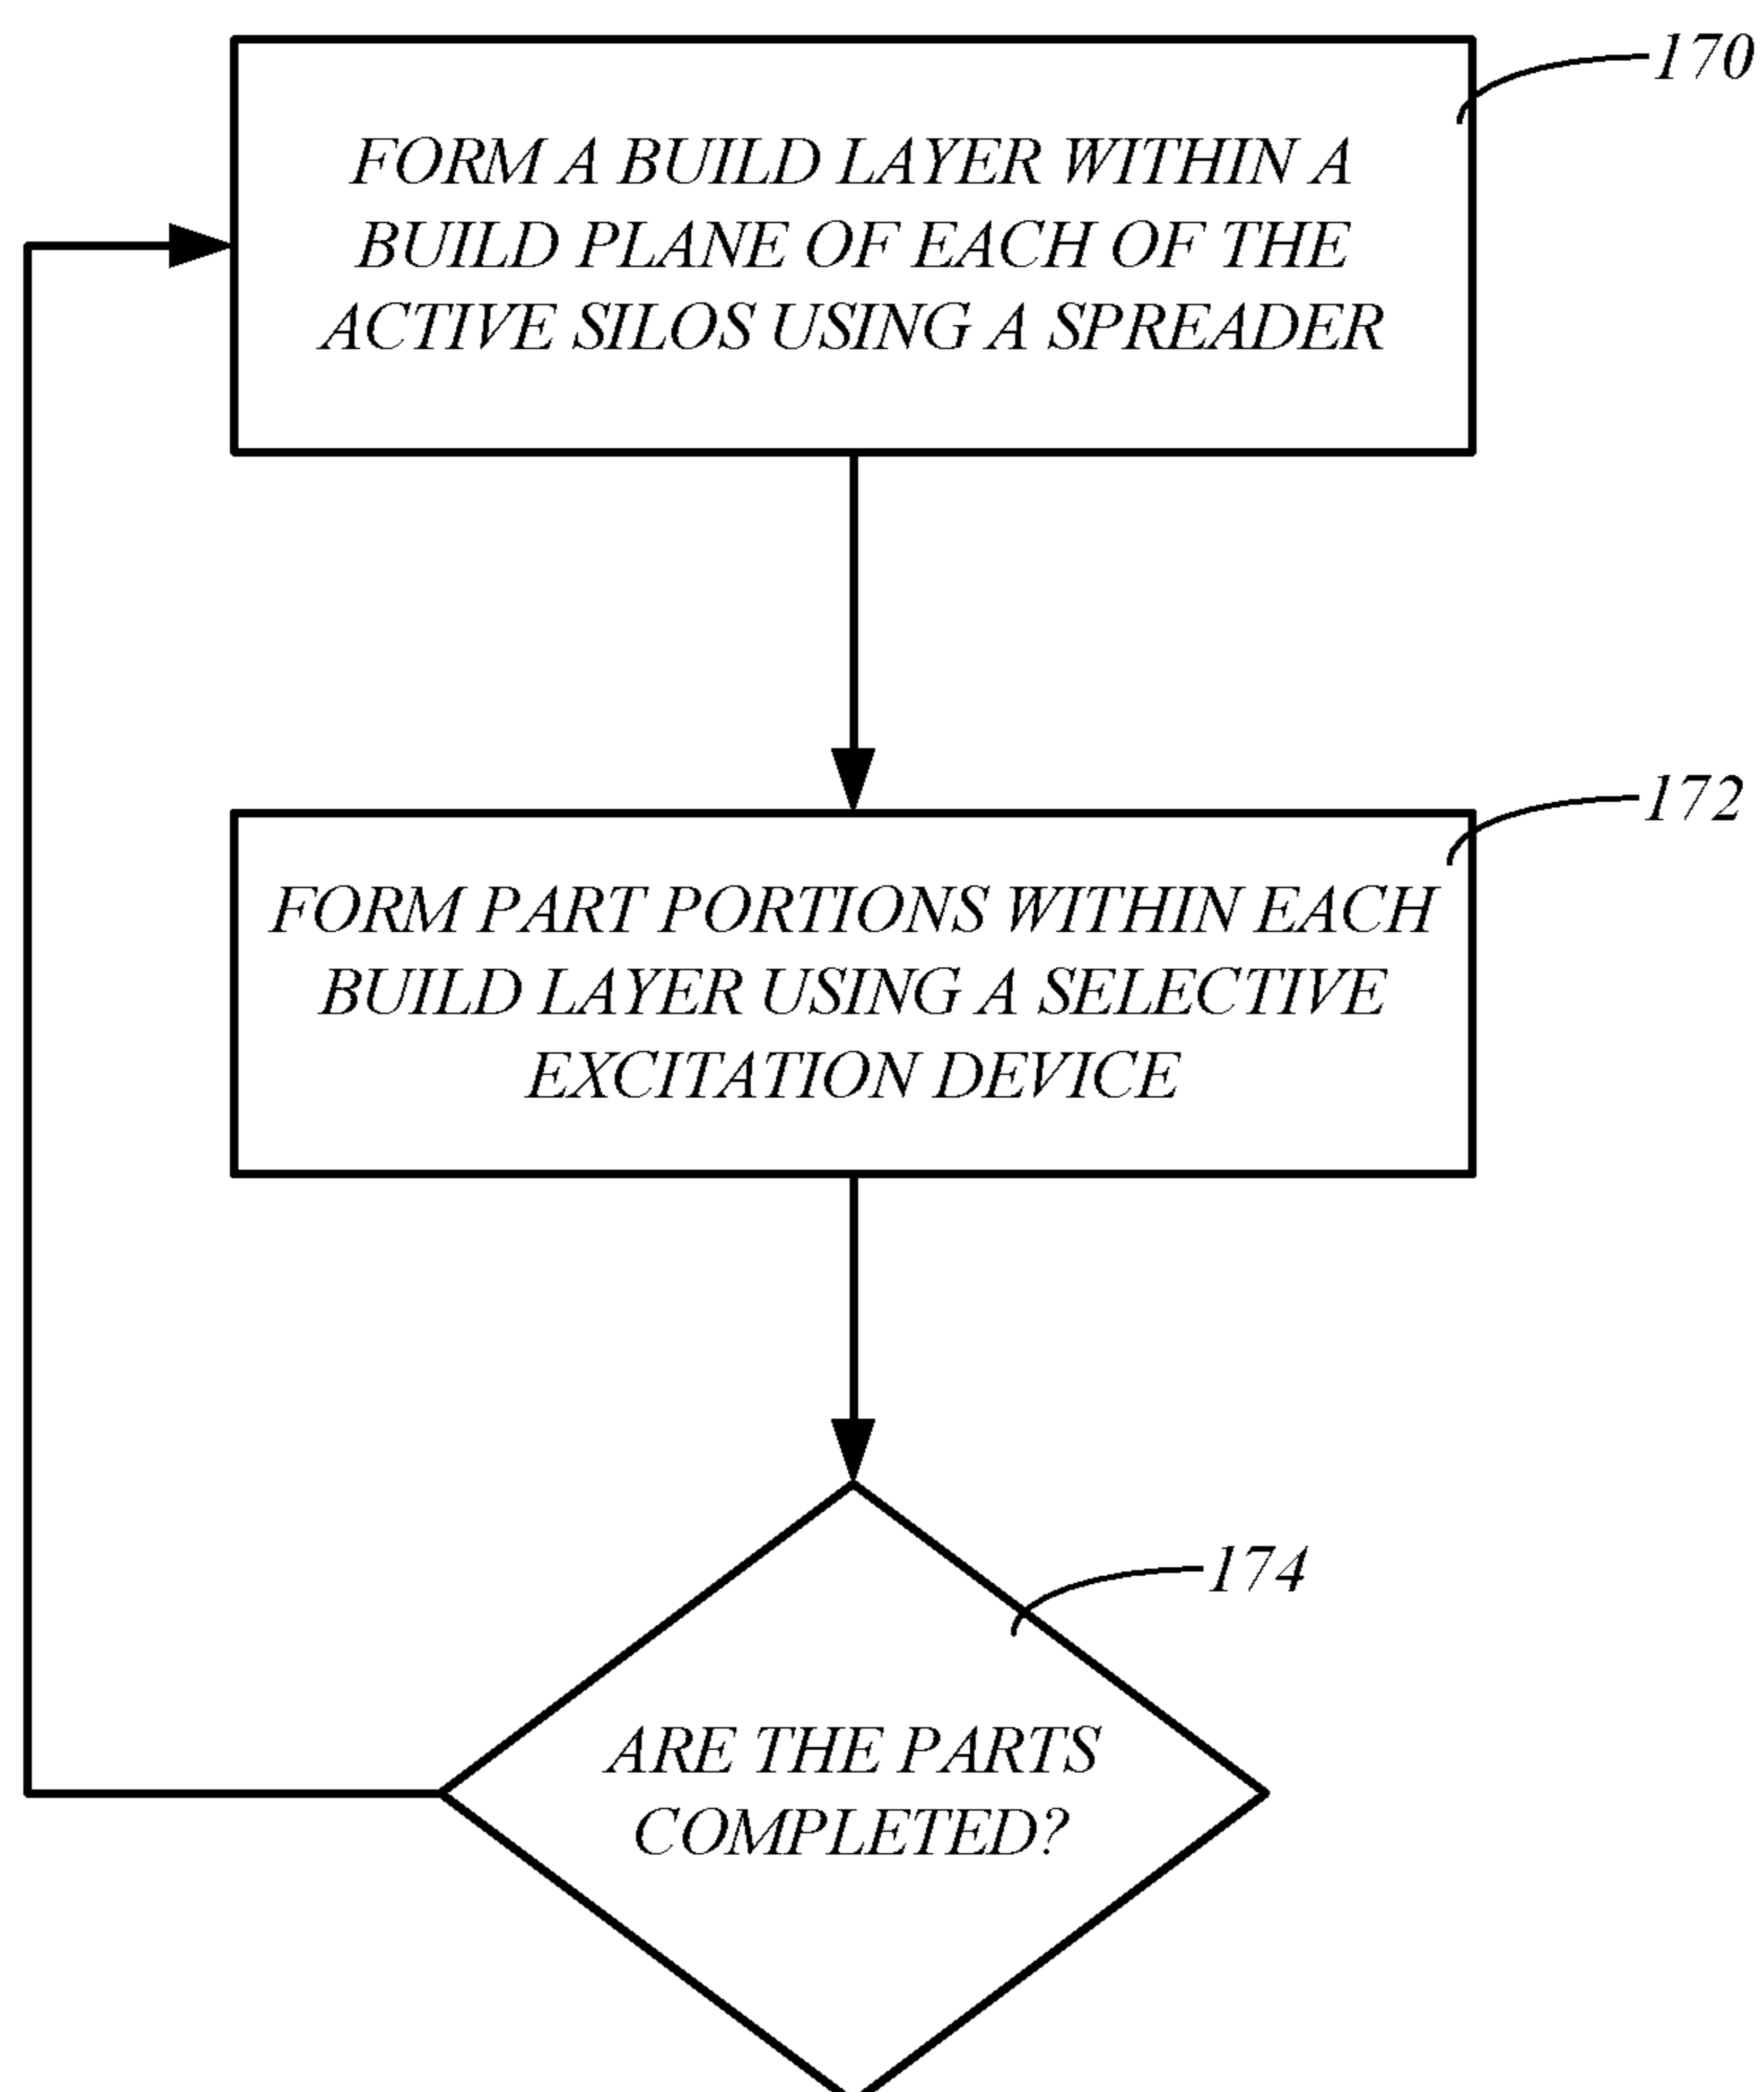 170
FORM A BUILD LAYER WITHIN A
BUILD PLANE OF EACH OF THE
ACTIVE SILOS USING A SPREADER
172
FORM PART PORTIONS WITHIN EACH
BUILD LAYER USING A SELECTIVE
EXCITATION DEVICE
174
ARE THE PARTS
COMPLETED?